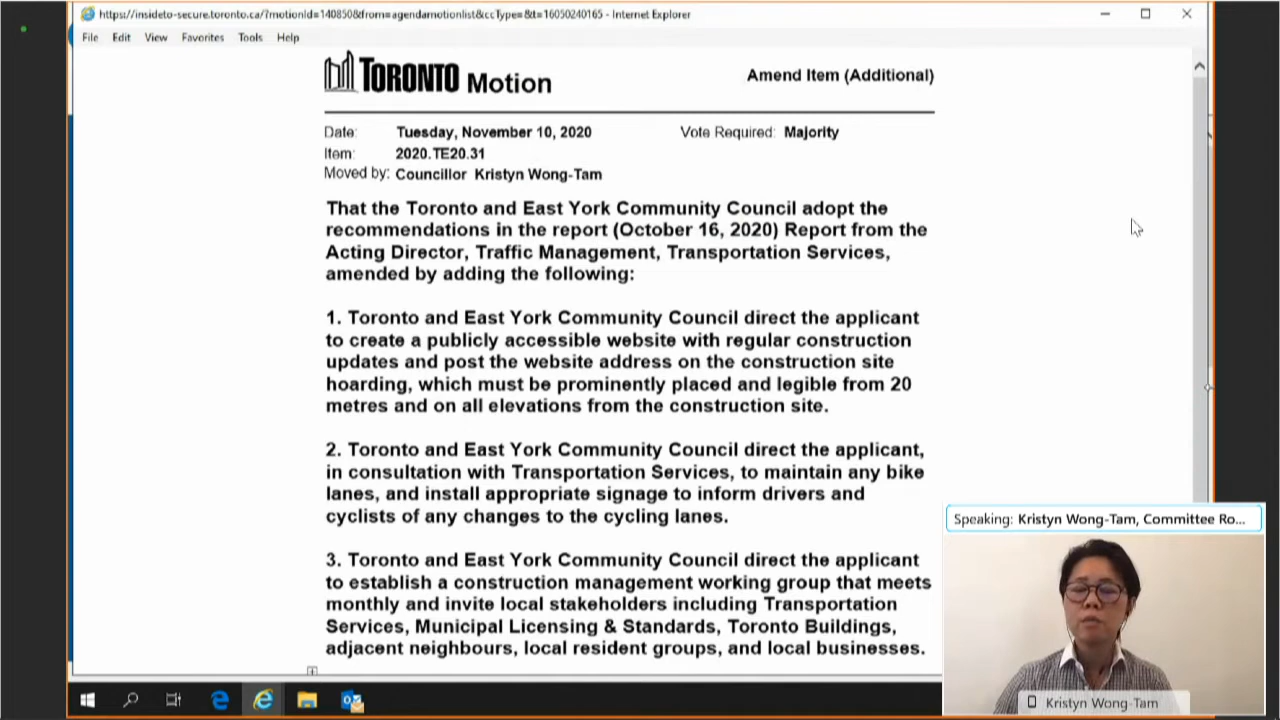 https://insideto-secure.toronto.ca/?motionId=14085&from=agendamotionlist&ccType=&t=16050240165 - Internet Explorer
File Edit View Favorites Tools Help
TORONTO Motion
Amend Item (Additional)
Date: Tuesday, November 10, 2020 Vote Required: Majority
Item: 2020.TE20.31
Moved by: Councillor Kristyn Wong-Tam
That the Toronto and East York Community Council adopt the
recommendations in the report (October 16, 2020) Report from the
Acting Director, Traffic Management, Transportation Services,
amended by adding the following:
1. Toronto and East York Community Council direct the applicant
to create a publicly accessible website with regular construction
updates and post the website address on the construction site
hoarding, which must be prominently placed and legible from 20
metres and on all elevations from the construction site.
2. Toronto and East York Community Council direct the applicant,
in consultation with Transportation Services, to maintain any bike
lanes, and install appropriate signage to inform drivers and
cyclists of any changes to the cycling lanes.
3. Toronto and East York Community Council direct the applicant
to establish a construction management working group that meets
monthly and invite local stakeholders including Transportation
Services, Municipal Licensing & Standards, Toronto Buildings,
adjacent neighbours, local resident groups, and local businesses.
Speaking: Kristyn Wong-Tam, Committee Ro...
Kristyn Wong-Tam